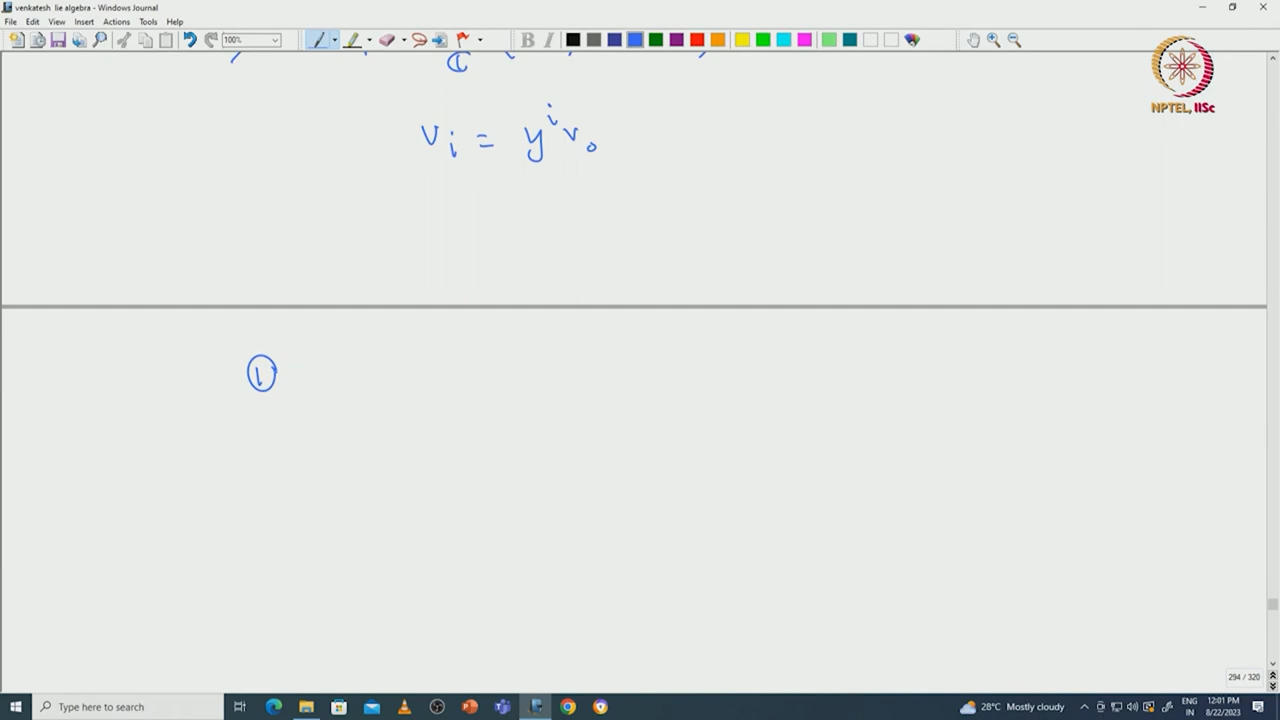 venkatesh lie algebra - Windows Journal
File Edit View Insert Actions Tools Help
100%
NPTEL, IISc
v_i = y^i v_0
①
294 / 320
Type here to search
28°C Mostly cloudy
ENG
IN
12:01 PM
8/22/2023